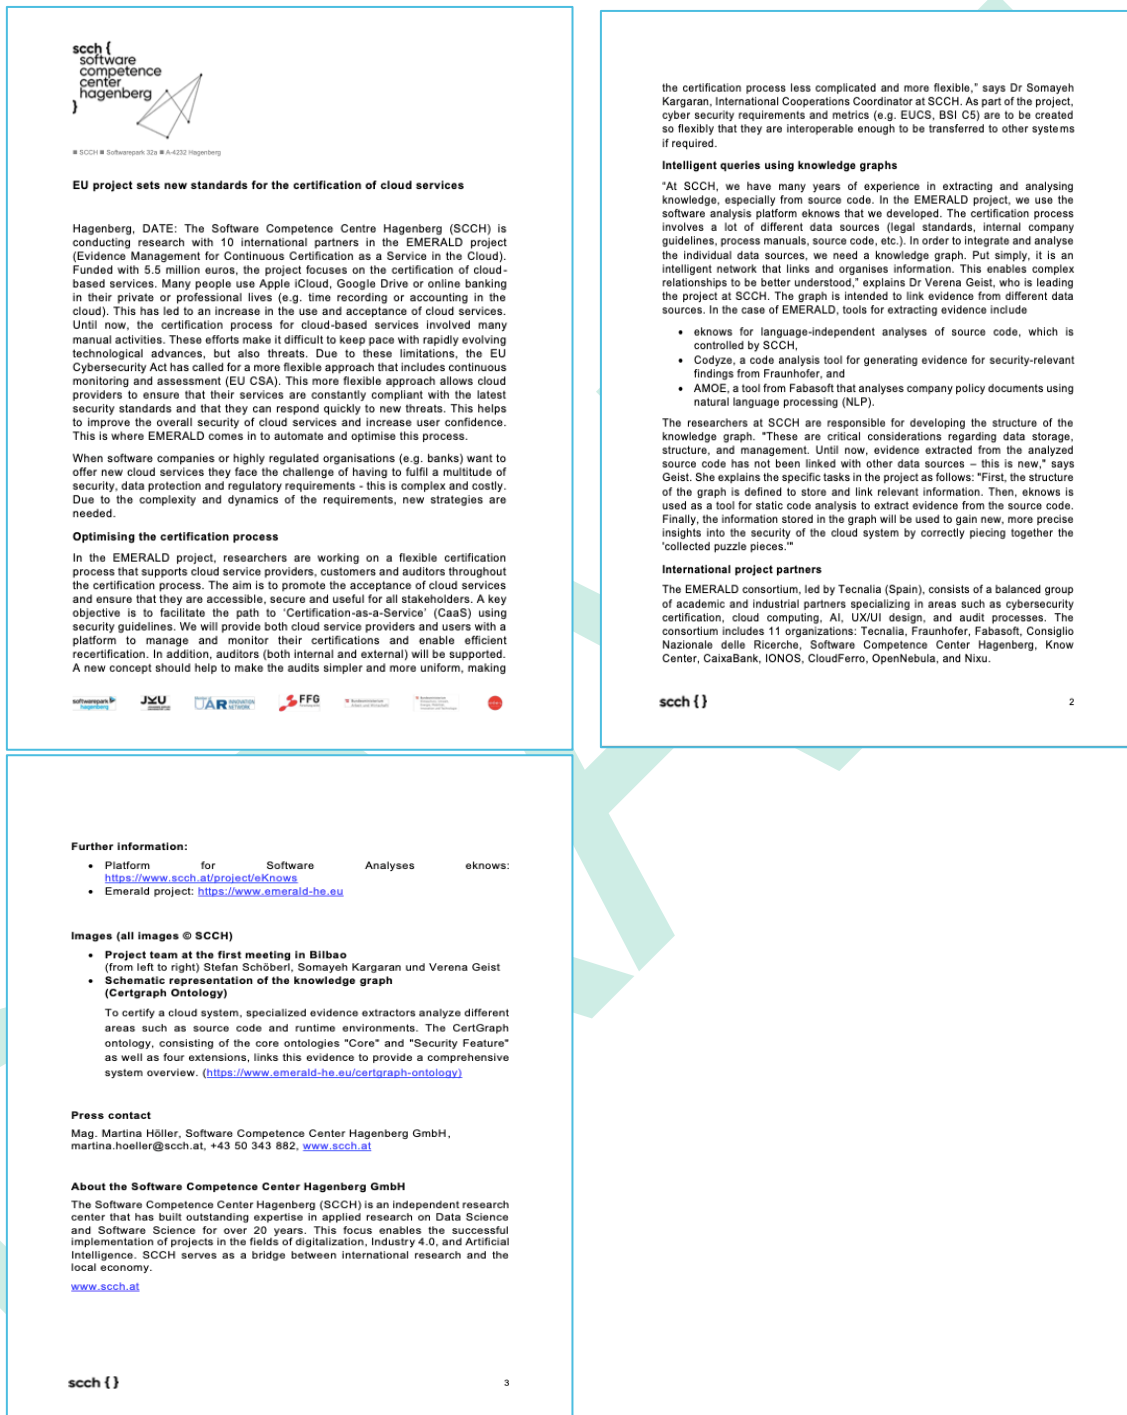 scch {
software
competence
center
hagenberg
}
■ SCCH ■ Softwarepark 32a ■ A-4232 Hagenberg
EU project sets new standards for the certification of cloud services
Hagenberg, DATE: The Software Competence Centre Hagenberg (SCCH) is
conducting research with 10 international partners in the EMERALD project
(Evidence Management for Continuous Certification as a Service in the Cloud).
Funded with 5.5 million euros, the project focuses on the certification of cloud-
based services. Many people use Apple iCloud, Google Drive or online banking
in their private or professional lives (e.g. time recording or accounting in the
cloud). This has led to an increase in the use and acceptance of cloud services.
Until now, the certification process for cloud-based services involved many
manual activities. These efforts make it difficult to keep pace with rapidly evolving
technological advances, but also threats. Due to these limitations, the EU
Cybersecurity Act has called for a more flexible approach that includes continuous
monitoring and assessment (EU CSA). This more flexible approach allows cloud
providers to ensure that their services are constantly compliant with the latest
security standards and that they can respond quickly to new threats. This helps
to improve the overall security of cloud services and increase user confidence.
This is where EMERALD comes in to automate and optimise this process.
When software companies or highly regulated organisations (e.g. banks) want to
offer new cloud services they face the challenge of having to fulfil a multitude of
security, data protection and regulatory requirements - this is complex and costly.
Due to the complexity and dynamics of the requirements, new strategies are
needed.
Optimising the certification process
In the EMERALD project, researchers are working on a flexible certification
process that supports cloud service providers, customers and auditors throughout
the certification process. The aim is to promote the acceptance of cloud services
and ensure that they are accessible, secure and useful for all stakeholders. A key
objective is to facilitate the path to ‘Certification-as-a-Service’ (CaaS) using
security guidelines. We will provide both cloud service providers and users with a
platform to manage and monitor their certifications and enable efficient
recertification. In addition, auditors (both internal and external) will be supported.
A new concept should help to make the audits simpler and more uniform, making
softwarepark
hagenberg
JYU
UAR INNOVATION
NETWORK
FFG
the certification process less complicated and more flexible,” says Dr Somayeh
Kargaran, International Cooperations Coordinator at SCCH. As part of the project,
cyber security requirements and metrics (e.g. EUCS, BSI C5) are to be created
so flexibly that they are interoperable enough to be transferred to other systems
if required.
Intelligent queries using knowledge graphs
“At SCCH, we have many years of experience in extracting and analysing
knowledge, especially from source code. In the EMERALD project, we use the
software analysis platform eknows that we developed. The certification process
involves a lot of different data sources (legal standards, internal company
guidelines, process manuals, source code, etc.). In order to integrate and analyse
the individual data sources, we need a knowledge graph. Put simply, it is an
intelligent network that links and organises information. This enables complex
relationships to be better understood,” explains Dr Verena Geist, who is leading
the project at SCCH. The graph is intended to link evidence from different data
sources. In the case of EMERALD, tools for extracting evidence include
• eknows for language-independent analyses of source code, which is
controlled by SCCH,
• Codyze, a code analysis tool for generating evidence for security-relevant
findings from Fraunhofer, and
• AMOE, a tool from Fabasoft that analyses company policy documents using
natural language processing (NLP).
The researchers at SCCH are responsible for developing the structure of the
knowledge graph. "These are critical considerations regarding data storage,
structure, and management. Until now, evidence extracted from the analyzed
source code has not been linked with other data sources – this is new," says
Geist. She explains the specific tasks in the project as follows: "First, the structure
of the graph is defined to store and link relevant information. Then, eknows is
used as a tool for static code analysis to extract evidence from the source code.
Finally, the information stored in the graph will be used to gain new, more precise
insights into the security of the cloud system by correctly piecing together the
'collected puzzle pieces.'"
International project partners
The EMERALD consortium, led by Tecnalia (Spain), consists of a balanced group
of academic and industrial partners specializing in areas such as cybersecurity
certification, cloud computing, AI, UX/UI design, and audit processes. The
consortium includes 11 organizations: Tecnalia, Fraunhofer, Fabasoft, Consiglio
Nazionale delle Ricerche, Software Competence Center Hagenberg, Know
Center, CaixaBank, IONOS, CloudFerro, OpenNebula, and Nixu.
scch { }
2
Further information:
• Platform for Software Analyses eknows:
https://www.scch.at/project/eKnows
• Emerald project: https://www.emerald-he.eu
Images (all images © SCCH)
• Project team at the first meeting in Bilbao
(from left to right) Stefan Schöberl, Somayeh Kargaran und Verena Geist
• Schematic representation of the knowledge graph
(Certgraph Ontology)
To certify a cloud system, specialized evidence extractors analyze different
areas such as source code and runtime environments. The CertGraph
ontology, consisting of the core ontologies "Core" and "Security Feature"
as well as four extensions, links this evidence to provide a comprehensive
system overview. (https://www.emerald-he.eu/certgraph-ontology)
Press contact
Mag. Martina Höller, Software Competence Center Hagenberg GmbH,
martina.hoeller@scch.at, +43 50 343 882, www.scch.at
About the Software Competence Center Hagenberg GmbH
The Software Competence Center Hagenberg (SCCH) is an independent research
center that has built outstanding expertise in applied research on Data Science
and Software Science for over 20 years. This focus enables the successful
implementation of projects in the fields of digitalization, Industry 4.0, and Artificial
Intelligence. SCCH serves as a bridge between international research and the
local economy.
www.scch.at
scch { }
3